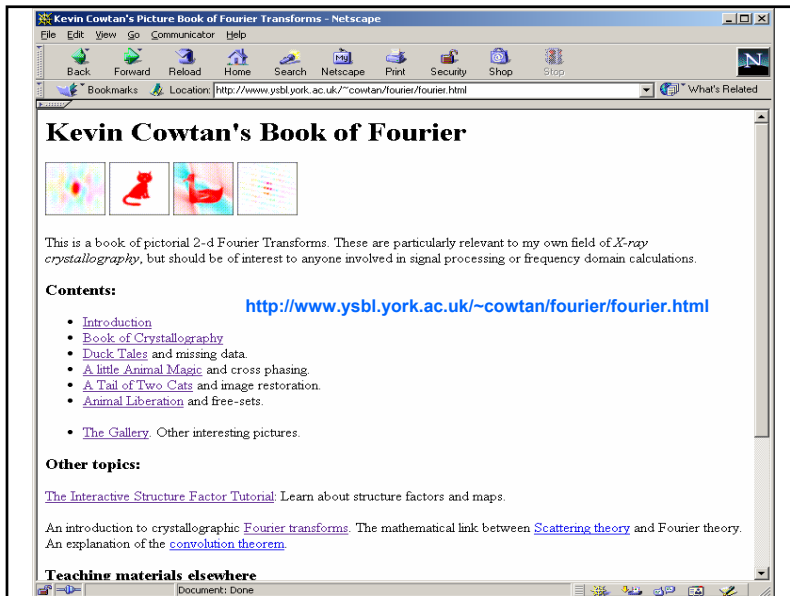 Kevin Cowtan's Picture Book of Fourier Transforms - Netscape
File Edit View Go Communicator Help
Back Forward Reload Home Search Netscape Print Security Shop Stop
Bookmarks Location: http://www.ysbl.york.ac.uk/~cowtan/fourier/fourier.html What's Related
Kevin Cowtan's Book of Fourier
This is a book of pictorial 2-d Fourier Transforms. These are particularly relevant to my own field of X-ray
crystallography, but should be of interest to anyone involved in signal processing or frequency domain calculations.
Contents:
http://www.ysbl.york.ac.uk/~cowtan/fourier/fourier.html
• Introduction
• Book of Crystallography
• Duck Tales and missing data.
• A little Animal Magic and cross phasing.
• A Tail of Two Cats and image restoration.
• Animal Liberation and free-sets.
• The Gallery. Other interesting pictures.
Other topics:
The Interactive Structure Factor Tutorial: Learn about structure factors and maps.
An introduction to crystallographic Fourier transforms. The mathematical link between Scattering theory and Fourier theory.
An explanation of the convolution theorem.
Teaching materials elsewhere
Document: Done